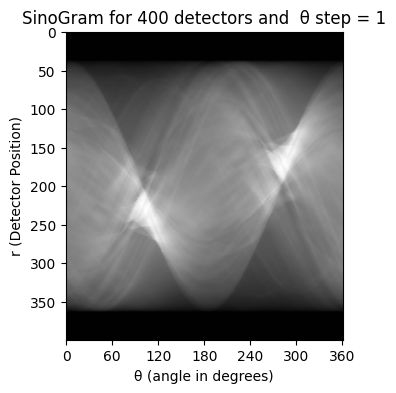 SinoGram for 400 detectors and  θ step = 1
0
50
100
150
200
250
300
350
r (Detector Position)
0 60 120 180 240 300 360
θ (angle in degrees)